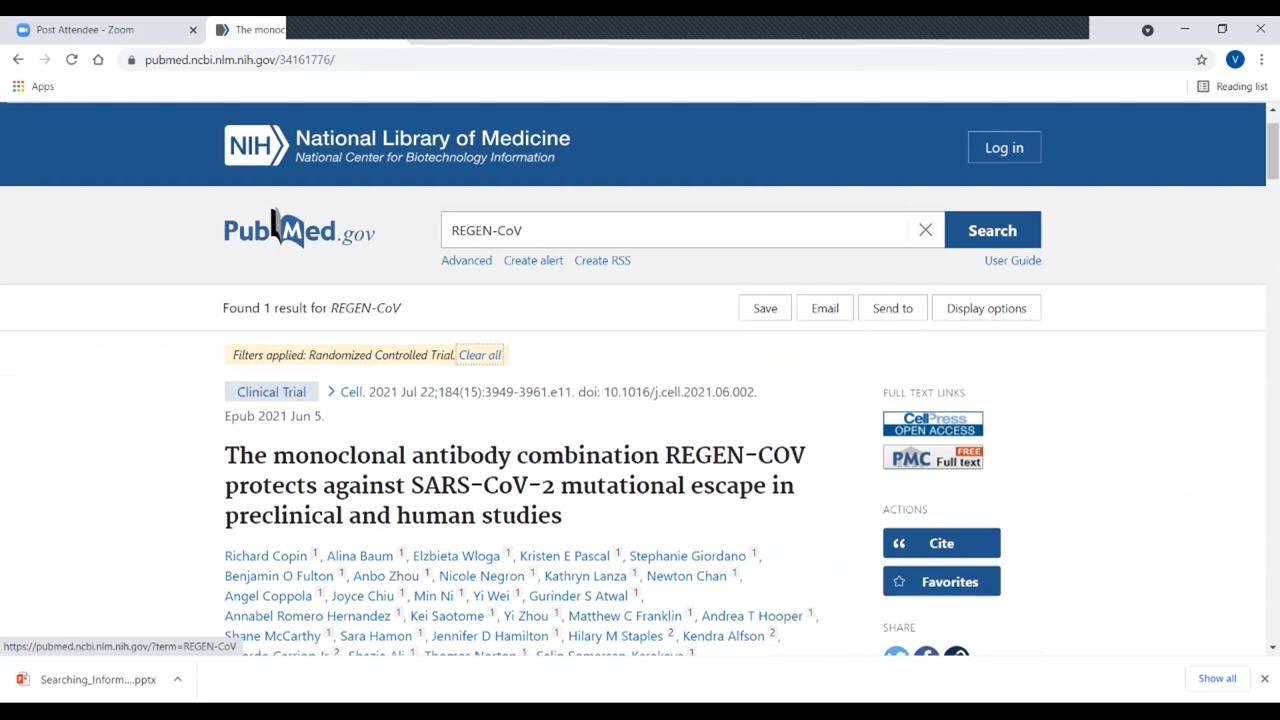 Post Attendee - Zoom
The monoc
pubmed.ncbi.nlm.nih.gov/34161776/
V
Apps
Reading list
NIH
National Library of Medicine
National Center for Biotechnology Information
Log in
PubMed.gov
REGEN-CoV
Search
Advanced
Create alert
Create RSS
User Guide
Found 1 result for REGEN-CoV
Save
Email
Send to
Display options
Filters applied: Randomized Controlled Trial. Clear all
Clinical Trial
Cell. 2021 Jul 22;184(15):3949-3961.e11. doi: 10.1016/j.cell.2021.06.002.
Epub 2021 Jun 5.
The monoclonal antibody combination REGEN-COV
protects against SARS-CoV-2 mutational escape in
preclinical and human studies
Richard Copin 1, Alina Baum 1, Elzbieta Wloga 1, Kristen E Pascal 1, Stephanie Giordano 1,
Benjamin O Fulton 1, Anbo Zhou 1, Nicole Negron 1, Kathryn Lanza 1, Newton Chan 1,
Angel Coppola 1, Joyce Chiu 1, Min Ni 1, Yi Wei 1, Gurinder S Atwal 1,
Annabel Romero Hernandez 1, Kei Saotome 1, Yi Zhou 1, Matthew C Franklin 1, Andrea T Hooper 1,
Shane McCarthy 1, Sara Hamon 1, Jennifer D Hamilton 1, Hilary M Staples 2, Kendra Alfson 2,
FULL TEXT LINKS
CellPress
OPEN ACCESS
PMC FREE Full text
ACTIONS
Cite
Favorites
SHARE
https://pubmed.ncbi.nlm.nih.gov/?term=REGEN-CoV
Searching_Inform....pptx
Show all